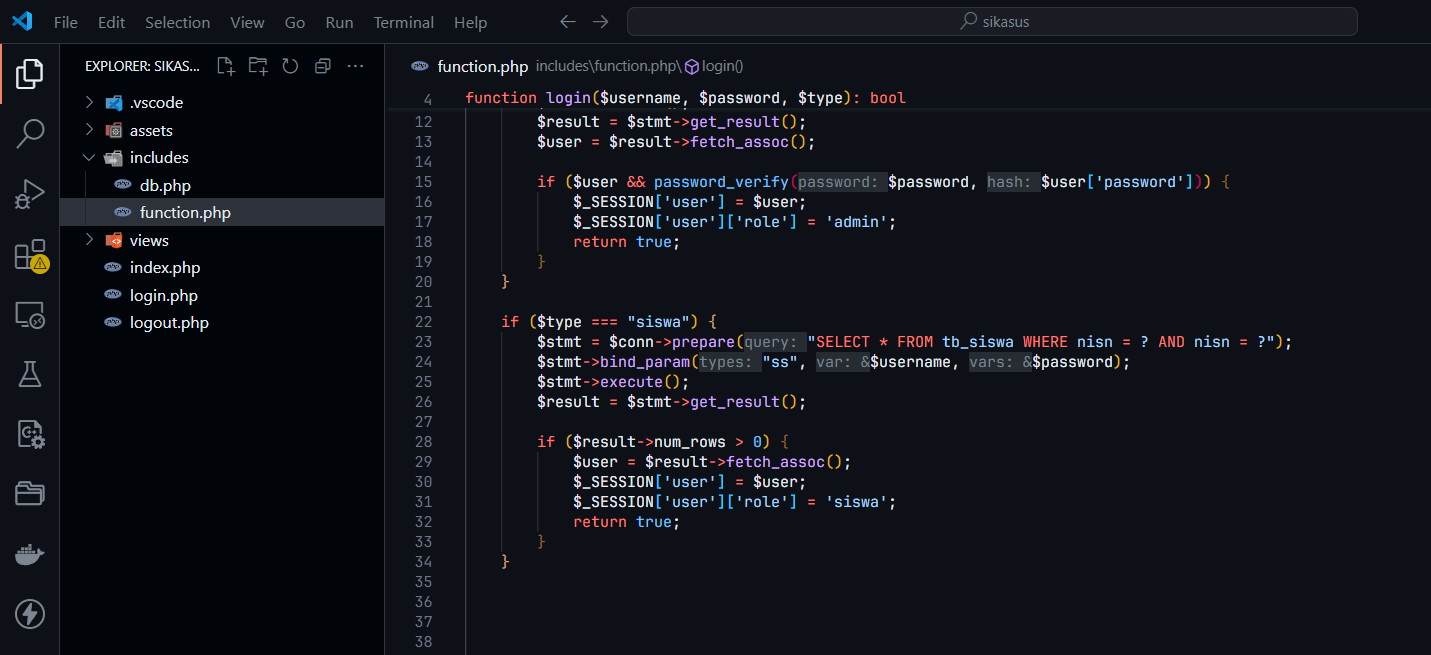 File Edit Selection View Go Run Terminal Help
sikasus
EXPLORER: SIKAS...
.vscode
assets
includes
db.php
function.php
views
index.php
login.php
logout.php
function.php includes\function.php\login()
4 function login($username, $password, $type): bool
12 $result = $stmt->get_result();
13 $user = $result->fetch_assoc();
14
15 if ($user && password_verify(password: $password, hash: $user['password'])) {
16 $_SESSION['user'] = $user;
17 $_SESSION['user']['role'] = 'admin';
18 return true;
19 }
20 }
21
22 if ($type === "siswa") {
23 $stmt = $conn->prepare(query: "SELECT * FROM tb_siswa WHERE nisn = ? AND nisn = ?");
24 $stmt->bind_param(types: "ss", var: &$username, vars: &$password);
25 $stmt->execute();
26 $result = $stmt->get_result();
27
28 if ($result->num_rows > 0) {
29 $user = $result->fetch_assoc();
30 $_SESSION['user'] = $user;
31 $_SESSION['user']['role'] = 'siswa';
32 return true;
33 }
34 }
35
36
37
38